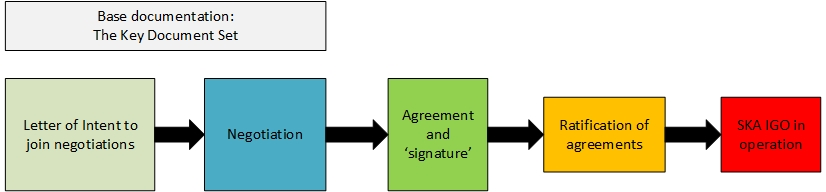 Base documentation:
The Key Document Set
Letter of Intent to
join negotiations
Negotiation
Agreement
and
‘signature’
Ratification of
agreements
SKA IGO in
operation